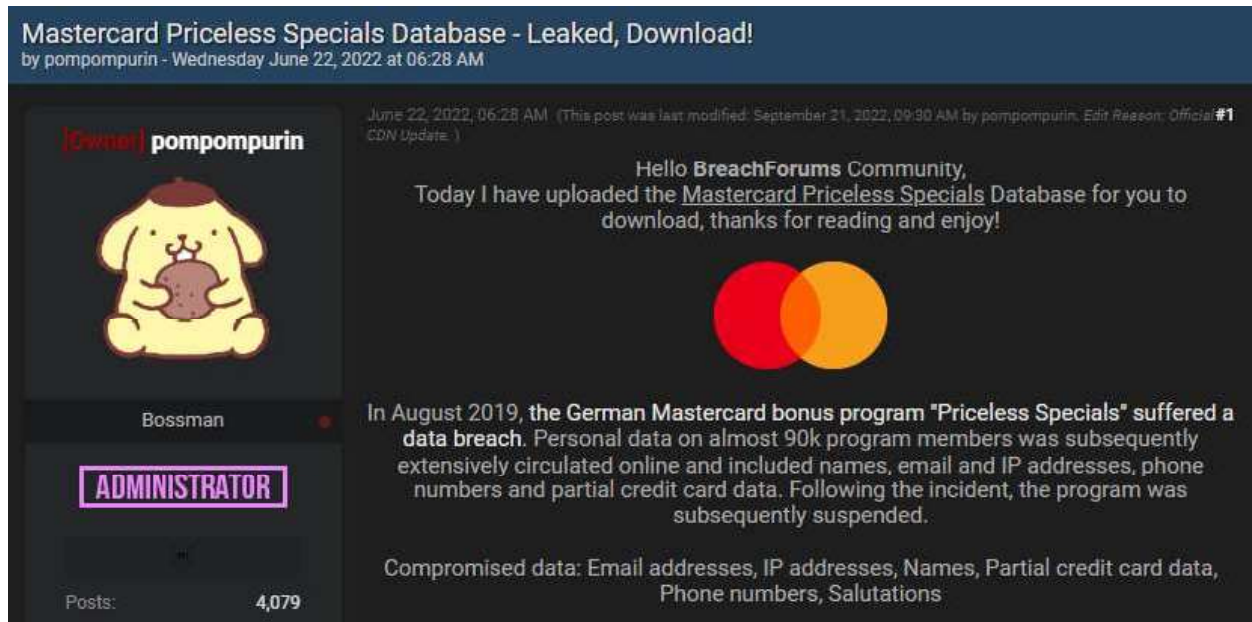 Mastercard Priceless Specials Database - Leaked, Download!
by pompompurin - Wednesday June 22, 2022 at 06:28 AM
June 22, 2022, 06:28 AM (This post was last modified: September 21, 2022, 09:30 AM by pompompurin. Edit Reason: Official #1
CDN Update. )
[Owner] pompompurin
Hello BreachForums Community,
Today I have uploaded the Mastercard Priceless Specials Database for you to
download, thanks for reading and enjoy!
Bossman
ADMINISTRATOR
Posts: 4,079
In August 2019, the German Mastercard bonus program "Priceless Specials" suffered a
data breach. Personal data on almost 90k program members was subsequently
extensively circulated online and included names, email and IP addresses, phone
numbers and partial credit card data. Following the incident, the program was
subsequently suspended.
Compromised data: Email addresses, IP addresses, Names, Partial credit card data,
Phone numbers, Salutations